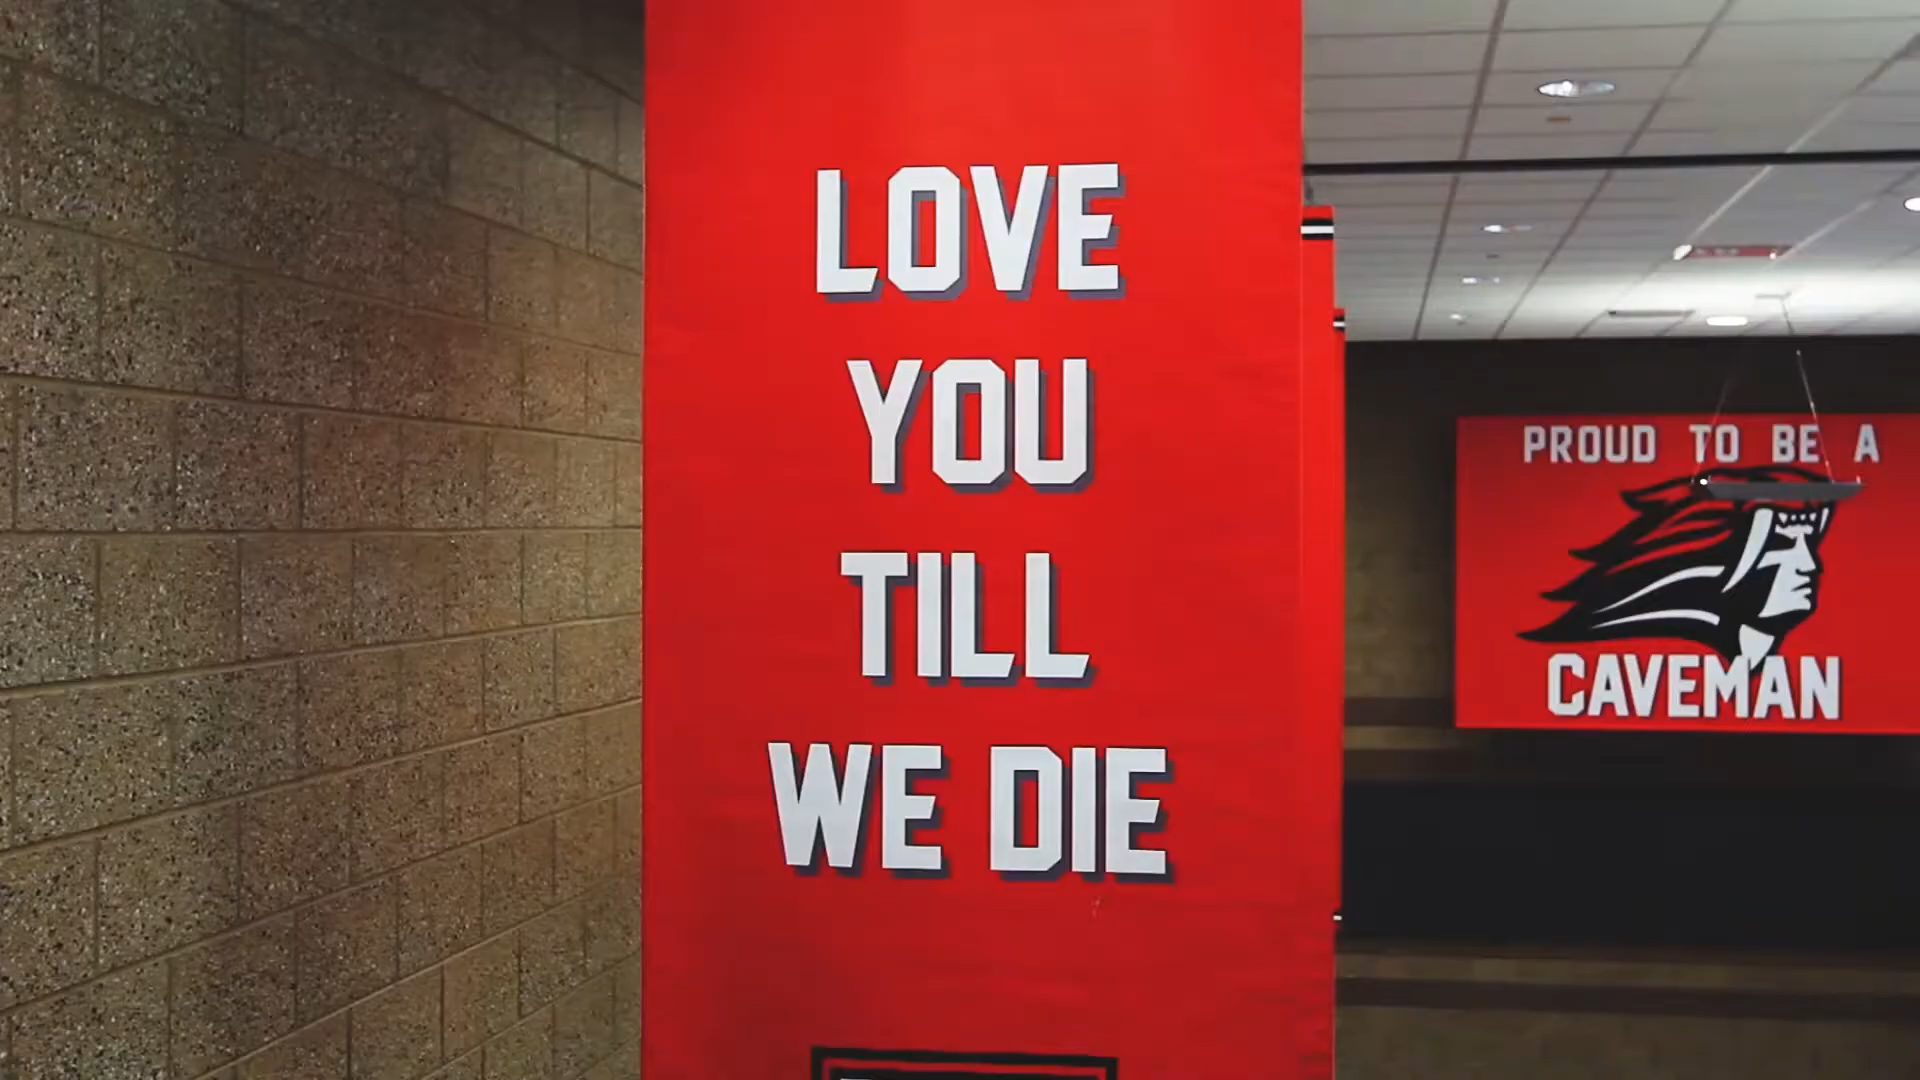 LOVE
YOU
TILL
WE DIE
PROUD TO BE A
CAVEMAN